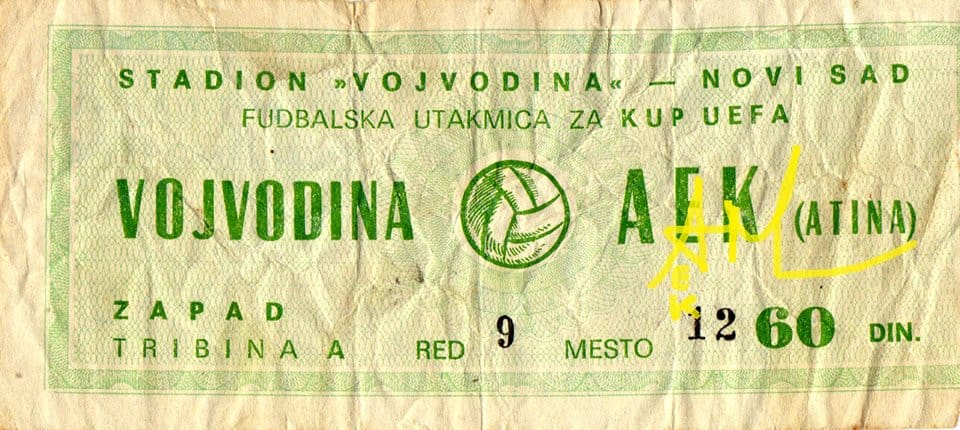 STADION »VOJVODINA« — NOVI SAD
FUDBALSKA UTAKMICA ZA KUP UEFA
VOJVODINA AEK (ATINA)
ZAPAD
TRIBINA A RED 9 MESTO 12 60 DIN.